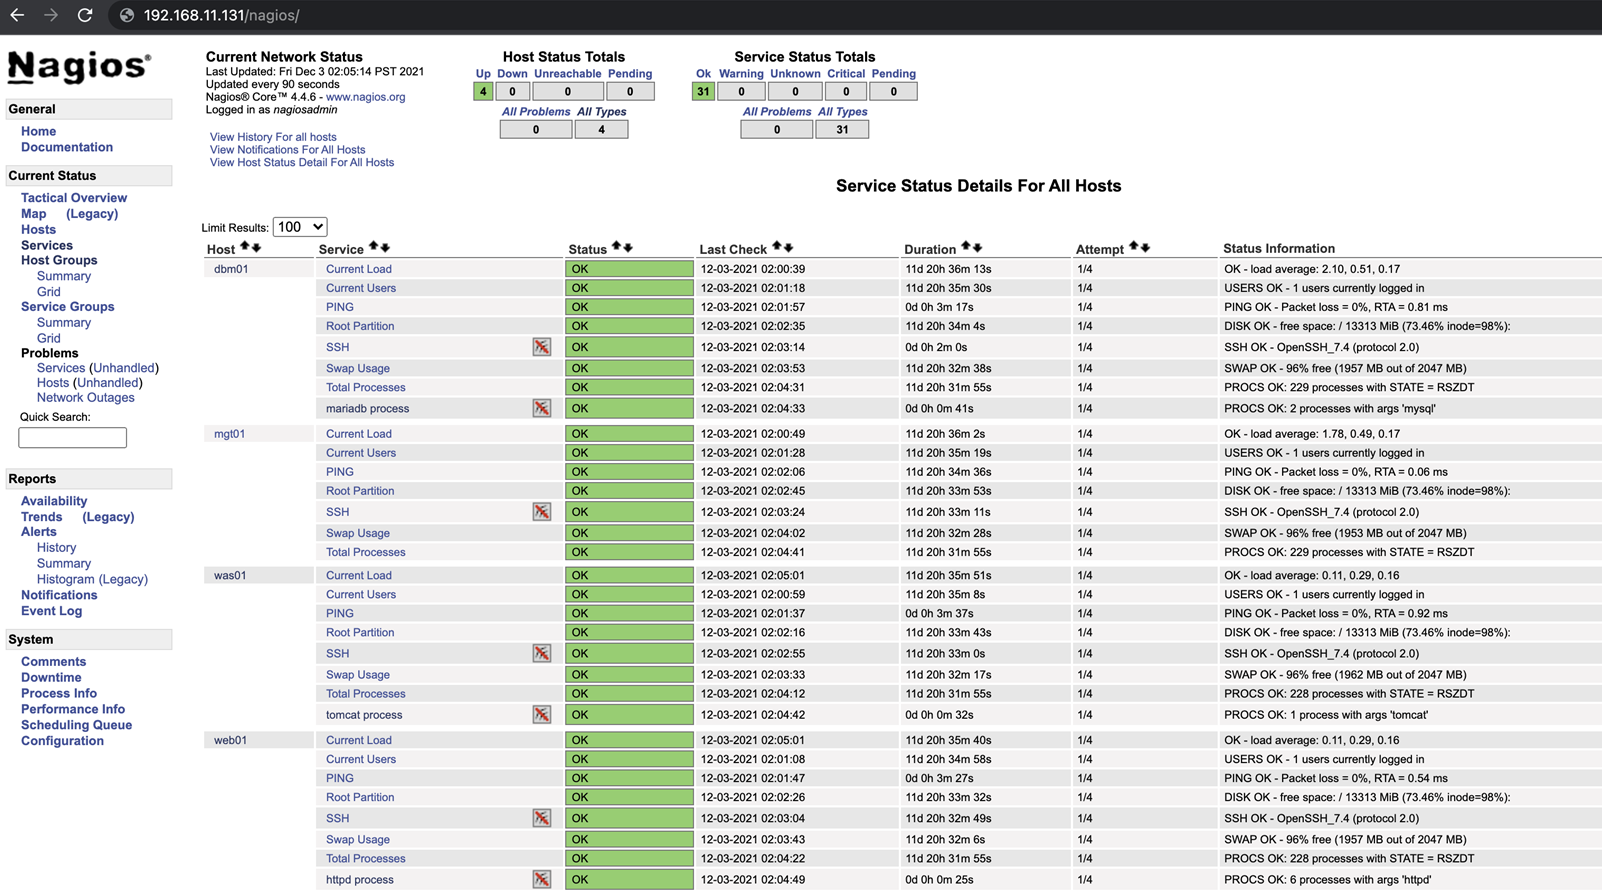 192.168.11.131/nagios/
Nagios®
General
Home
Documentation
Current Status
Tactical Overview
Map (Legacy)
Hosts
Services
Host Groups
Summary
Grid
Service Groups
Summary
Grid
Problems
Services (Unhandled)
Hosts (Unhandled)
Network Outages
Quick Search:
Reports
Availability
Trends (Legacy)
Alerts
History
Summary
Histogram (Legacy)
Notifications
Event Log
System
Comments
Downtime
Process Info
Performance Info
Scheduling Queue
Configuration
Current Network Status
Last Updated: Fri Dec 3 02:05:14 PST 2021
Updated every 90 seconds
Nagios® Core™ 4.4.6 - www.nagios.org
Logged in as nagiosadmin
View History For all hosts
View Notifications For All Hosts
View Host Status Detail For All Hosts
Host Status Totals
Up Down Unreachable Pending
4 0 0 0
All Problems All Types
0 4
Service Status Totals
Ok Warning Unknown Critical Pending
31 0 0 0 0
All Problems All Types
0 31
Service Status Details For All Hosts
Limit Results: 100
Host Service Status Last Check Duration Attempt Status Information
dbm01 Current Load OK 12-03-2021 02:00:39 11d 20h 36m 13s 1/4 OK - load average: 2.10, 0.51, 0.17
Current Users OK 12-03-2021 02:01:18 11d 20h 35m 30s 1/4 USERS OK - 1 users currently logged in
PING OK 12-03-2021 02:01:57 0d 0h 3m 17s 1/4 PING OK - Packet loss = 0%, RTA = 0.81 ms
Root Partition OK 12-03-2021 02:02:35 11d 20h 34m 4s 1/4 DISK OK - free space: / 13313 MiB (73.46% inode=98%):
SSH OK 12-03-2021 02:03:14 0d 0h 2m 0s 1/4 SSH OK - OpenSSH_7.4 (protocol 2.0)
Swap Usage OK 12-03-2021 02:03:53 11d 20h 32m 38s 1/4 SWAP OK - 96% free (1957 MB out of 2047 MB)
Total Processes OK 12-03-2021 02:04:31 11d 20h 31m 55s 1/4 PROCS OK: 229 processes with STATE = RSZDT
mariadb process OK 12-03-2021 02:04:33 0d 0h 0m 41s 1/4 PROCS OK: 2 processes with args 'mysql'
mgt01 Current Load OK 12-03-2021 02:00:49 11d 20h 36m 2s 1/4 OK - load average: 1.78, 0.49, 0.17
Current Users OK 12-03-2021 02:01:28 11d 20h 35m 19s 1/4 USERS OK - 1 users currently logged in
PING OK 12-03-2021 02:02:06 11d 20h 34m 36s 1/4 PING OK - Packet loss = 0%, RTA = 0.06 ms
Root Partition OK 12-03-2021 02:02:45 11d 20h 33m 53s 1/4 DISK OK - free space: / 13313 MiB (73.46% inode=98%):
SSH OK 12-03-2021 02:03:24 11d 20h 33m 11s 1/4 SSH OK - OpenSSH_7.4 (protocol 2.0)
Swap Usage OK 12-03-2021 02:04:02 11d 20h 32m 28s 1/4 SWAP OK - 96% free (1953 MB out of 2047 MB)
Total Processes OK 12-03-2021 02:04:41 11d 20h 31m 55s 1/4 PROCS OK: 229 processes with STATE = RSZDT
was01 Current Load OK 12-03-2021 02:05:01 11d 20h 35m 51s 1/4 OK - load average: 0.11, 0.29, 0.16
Current Users OK 12-03-2021 02:00:59 11d 20h 35m 8s 1/4 USERS OK - 1 users currently logged in
PING OK 12-03-2021 02:01:37 0d 0h 3m 37s 1/4 PING OK - Packet loss = 0%, RTA = 0.92 ms
Root Partition OK 12-03-2021 02:02:16 11d 20h 33m 43s 1/4 DISK OK - free space: / 13313 MiB (73.46% inode=98%):
SSH OK 12-03-2021 02:02:55 11d 20h 33m 0s 1/4 SSH OK - OpenSSH_7.4 (protocol 2.0)
Swap Usage OK 12-03-2021 02:03:33 11d 20h 32m 17s 1/4 SWAP OK - 96% free (1962 MB out of 2047 MB)
Total Processes OK 12-03-2021 02:04:12 11d 20h 31m 55s 1/4 PROCS OK: 228 processes with STATE = RSZDT
tomcat process OK 12-03-2021 02:04:42 0d 0h 0m 32s 1/4 PROCS OK: 1 process with args 'tomcat'
web01 Current Load OK 12-03-2021 02:05:01 11d 20h 35m 40s 1/4 OK - load average: 0.11, 0.29, 0.16
Current Users OK 12-03-2021 02:01:08 11d 20h 34m 58s 1/4 USERS OK - 1 users currently logged in
PING OK 12-03-2021 02:01:47 0d 0h 3m 27s 1/4 PING OK - Packet loss = 0%, RTA = 0.54 ms
Root Partition OK 12-03-2021 02:02:26 11d 20h 33m 32s 1/4 DISK OK - free space: / 13313 MiB (73.46% inode=98%):
SSH OK 12-03-2021 02:03:04 11d 20h 32m 49s 1/4 SSH OK - OpenSSH_7.4 (protocol 2.0)
Swap Usage OK 12-03-2021 02:03:43 11d 20h 32m 6s 1/4 SWAP OK - 96% free (1957 MB out of 2047 MB)
Total Processes OK 12-03-2021 02:04:22 11d 20h 31m 55s 1/4 PROCS OK: 228 processes with STATE = RSZDT
httpd process OK 12-03-2021 02:04:49 0d 0h 0m 25s 1/4 PROCS OK: 6 processes with args 'httpd'